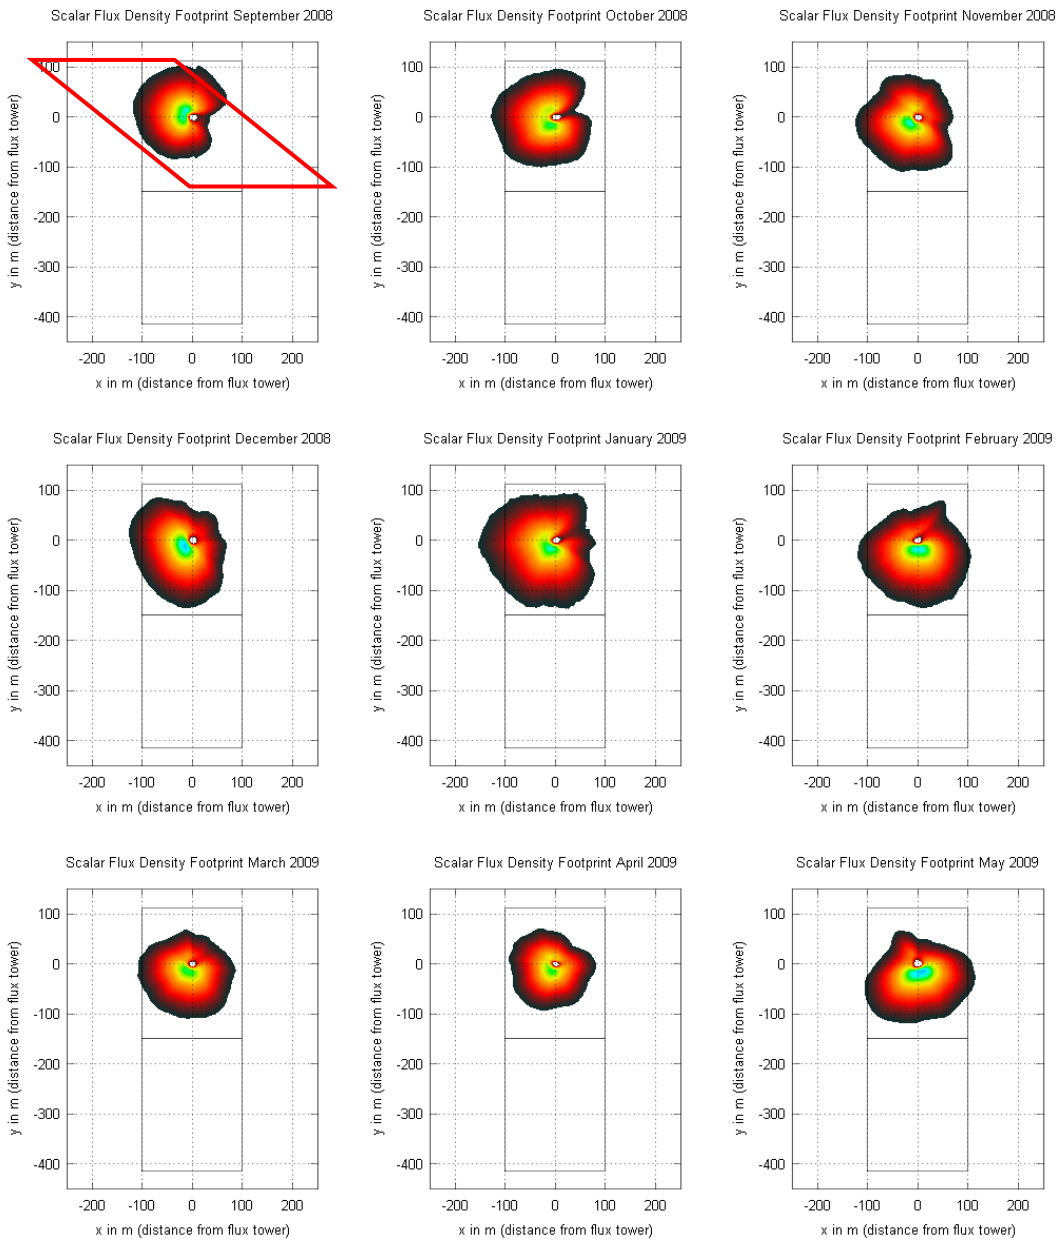 Scalar Flux Density Footprint September 2008
Scalar Flux Density Footprint October 2008
Scalar Flux Density Footprint November 2008
100
0
-100
-200
-300
-400
y in m (distance from flux tower)
-200 -100 0 100 200
x in m (distance from flux tower)
100
0
-100
-200
-300
-400
y in m (distance from flux tower)
-200 -100 0 100 200
x in m (distance from flux tower)
100
0
-100
-200
-300
-400
y in m (distance from flux tower)
-200 -100 0 100 200
x in m (distance from flux tower)
Scalar Flux Density Footprint December 2008
Scalar Flux Density Footprint January 2009
Scalar Flux Density Footprint February 2009
100
0
-100
-200
-300
-400
y in m (distance from flux tower)
-200 -100 0 100 200
x in m (distance from flux tower)
100
0
-100
-200
-300
-400
y in m (distance from flux tower)
-200 -100 0 100 200
x in m (distance from flux tower)
100
0
-100
-200
-300
-400
y in m (distance from flux tower)
-200 -100 0 100 200
x in m (distance from flux tower)
Scalar Flux Density Footprint March 2009
Scalar Flux Density Footprint April 2009
Scalar Flux Density Footprint May 2009
100
0
-100
-200
-300
-400
y in m (distance from flux tower)
-200 -100 0 100 200
x in m (distance from flux tower)
100
0
-100
-200
-300
-400
y in m (distance from flux tower)
-200 -100 0 100 200
x in m (distance from flux tower)
100
0
-100
-200
-300
-400
y in m (distance from flux tower)
-200 -100 0 100 200
x in m (distance from flux tower)